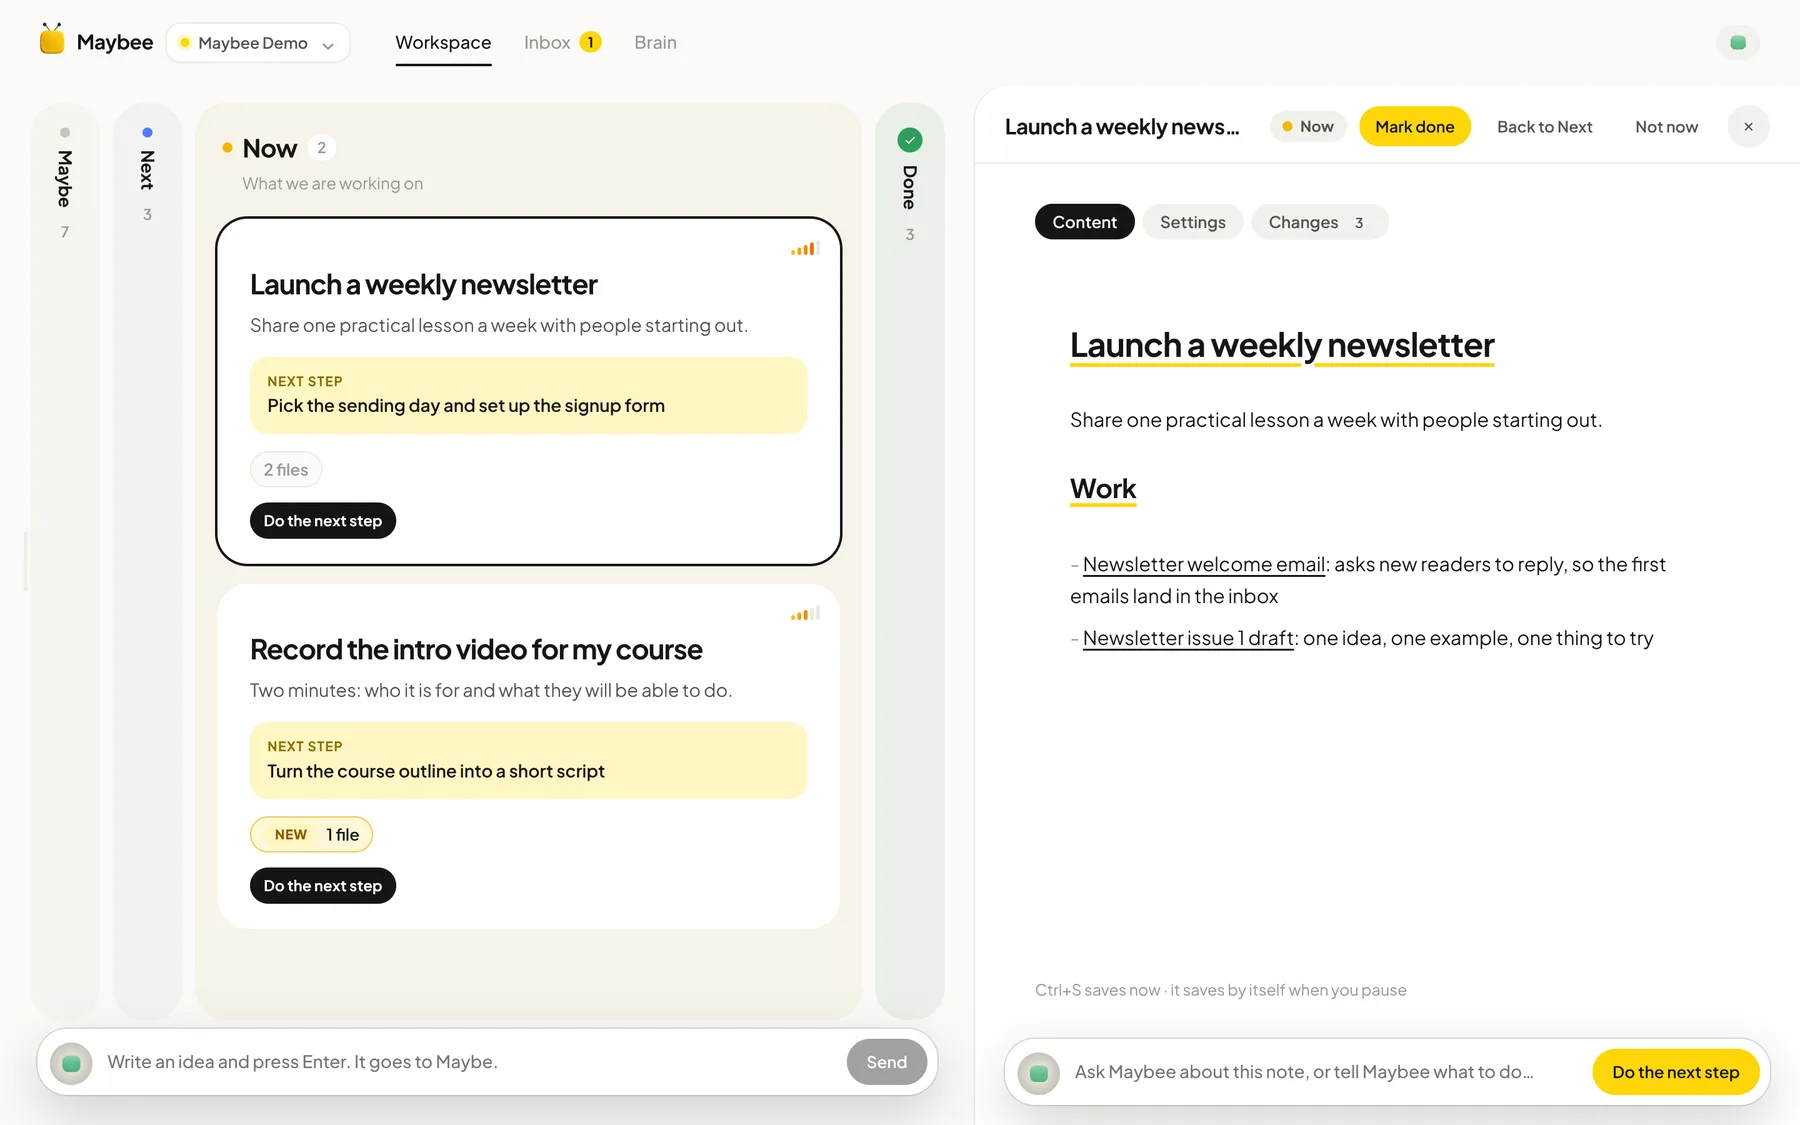 Maybee
Maybee Demo
Workspace
Inbox 1
Brain
Maybe
7
Next
3
Now 2
What we are working on
Launch a weekly newsletter
Share one practical lesson a week with people starting out.
NEXT STEP
Pick the sending day and set up the signup form
2 files
Do the next step
Record the intro video for my course
Two minutes: who it is for and what they will be able to do.
NEXT STEP
Turn the course outline into a short script
NEW 1 file
Do the next step
Done
3
Write an idea and press Enter. It goes to Maybe.
Send
Launch a weekly news...
Now
Mark done
Back to Next
Not now
×
Content
Settings
Changes 3
Launch a weekly newsletter
Share one practical lesson a week with people starting out.
Work
- Newsletter welcome email: asks new readers to reply, so the first
emails land in the inbox
- Newsletter issue 1 draft: one idea, one example, one thing to try
Ctrl+S saves now · it saves by itself when you pause
Ask Maybee about this note, or tell Maybee what to do...
Do the next step